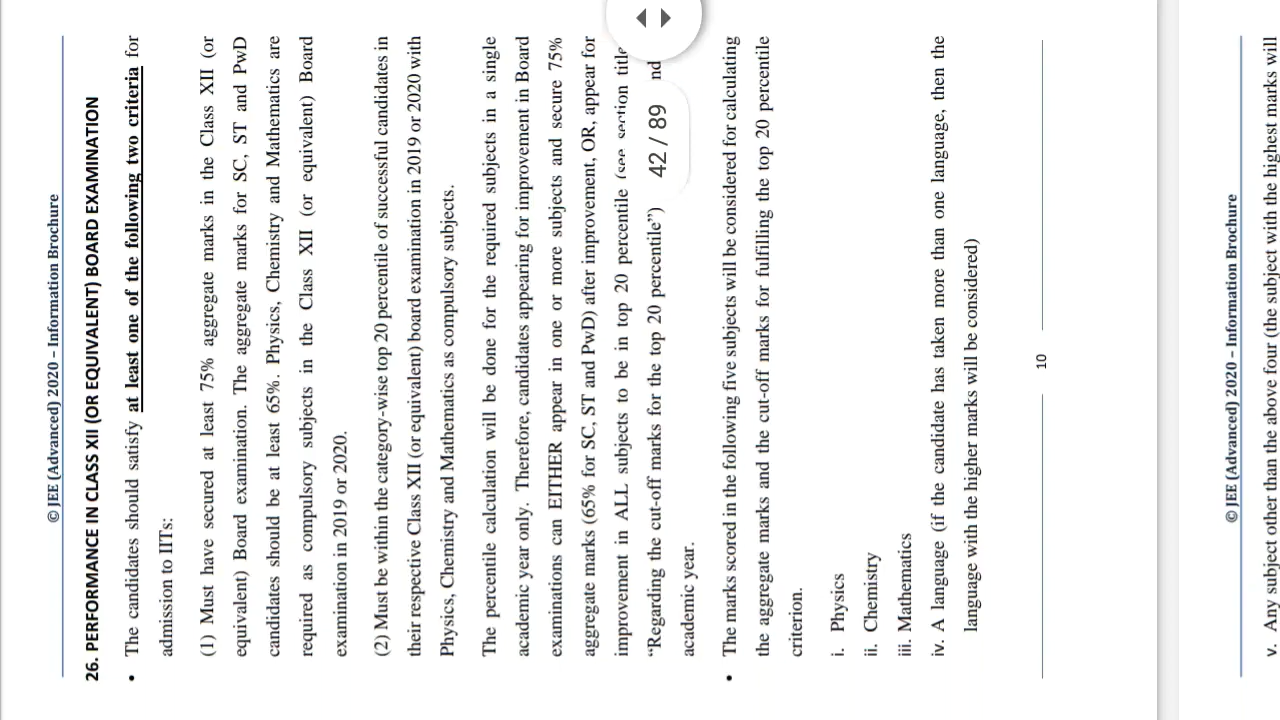 © JEE (Advanced) 2020 – Information Brochure
26. PERFORMANCE IN CLASS XII (OR EQUIVALENT) BOARD EXAMINATION
• The candidates should satisfy at least one of the following two criteria for
admission to IITs:
(1) Must have secured at least 75% aggregate marks in the Class XII (or
equivalent) Board examination. The aggregate marks for SC, ST and PwD
candidates should be at least 65%. Physics, Chemistry and Mathematics are
required as compulsory subjects in the Class XII (or equivalent) Board
examination in 2019 or 2020.
(2) Must be within the category-wise top 20 percentile of successful candidates in
their respective Class XII (or equivalent) board examination in 2019 or 2020 with
Physics, Chemistry and Mathematics as compulsory subjects.
The percentile calculation will be done for the required subjects in a single
academic year only. Therefore, candidates appearing for improvement in Board
examinations can EITHER appear in one or more subjects and secure 75%
aggregate marks (65% for SC, ST and PwD) after improvement, OR, appear for
improvement in ALL subjects to be in top 20 percentile (see section title
“Regarding the cut-off marks for the top 20 percentile”) nd
academic year.
42 / 89
• The marks scored in the following five subjects will be considered for calculating
the aggregate marks and the cut-off marks for fulfilling the top 20 percentile
criterion.
i. Physics
ii. Chemistry
iii. Mathematics
iv. A language (if the candidate has taken more than one language, then the
language with the higher marks will be considered)
10
© JEE (Advanced) 2020 – Information Brochure
v. Any subject other than the above four (the subject with the highest marks will